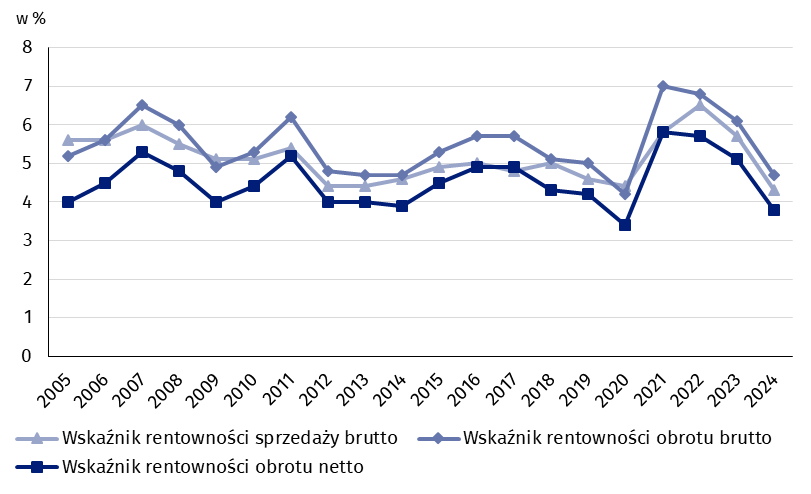 w %
8
7
6
5
4
3
2
1
0
2005 2006 2007 2008 2009 2010 2011 2012 2013 2014 2015 2016 2017 2018 2019 2020 2021 2022 2023 2024
Wskaźnik rentowności sprzedaży brutto Wskaźnik rentowności obrotu brutto
Wskaźnik rentowności obrotu netto